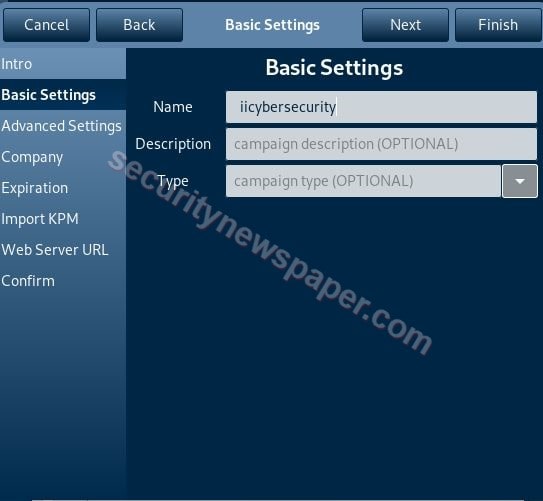 Cancel Back Basic Settings Next Finish
Intro
Basic Settings
Advanced Settings
Company
Expiration
Import KPM
Web Server URL
Confirm
Basic Settings
Name iicybersecurity
Description campaign description (OPTIONAL)
Type campaign type (OPTIONAL)
securitynewspaper.com